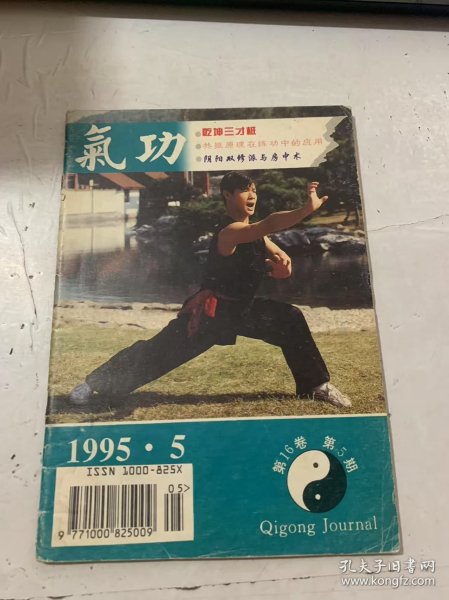 氣功
乾坤三才桩
共振原理在练功中的应用
阴阳双修派与房中术
1995·5
ISSN 1000-825X
05>
9 771000 825009
第16卷 第5期
Qigong Journal
孔夫子旧书网
www.kongfz.com